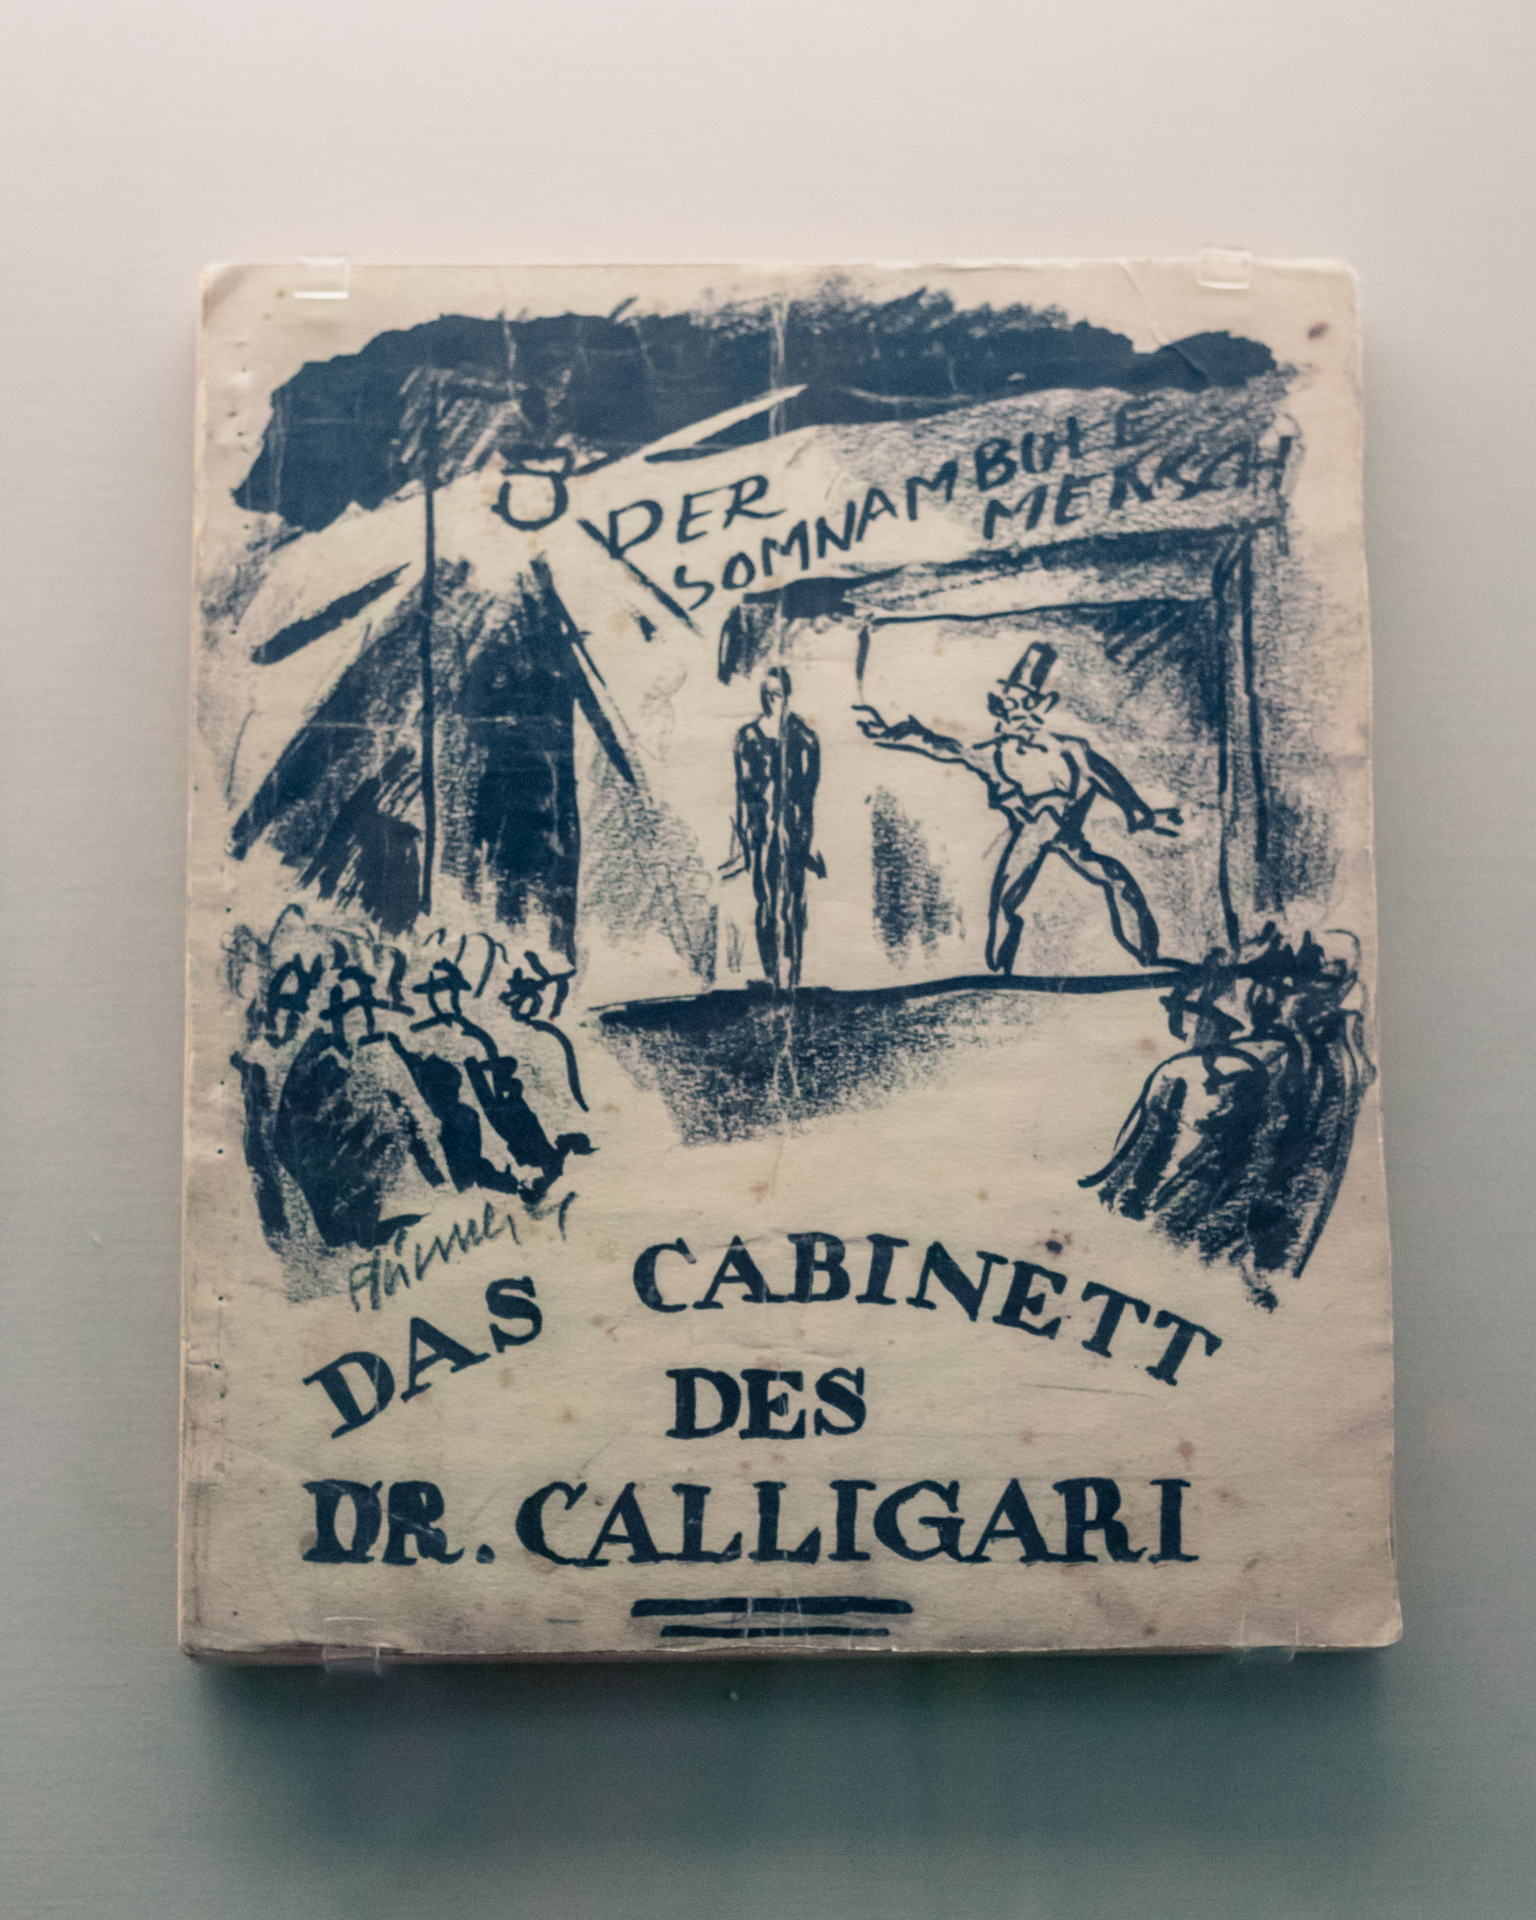 DER
SOMNAMBULE
MENSCH
DAS CABINETT
DES
DR. CALLIGARI